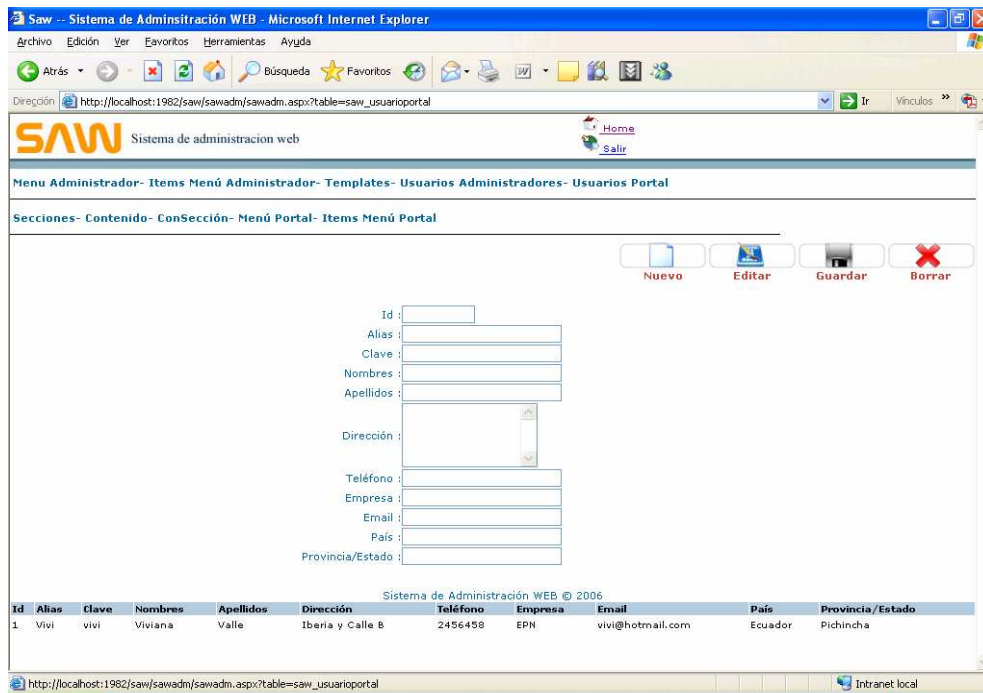 Saw -- Sistema de Adminsitración WEB - Microsoft Internet Explorer
Archivo Edición Ver Favoritos Herramientas Ayuda
Atrás Búsqueda Favoritos
Dirección http://localhost:1982/saw/sawadm/sawadm.aspx?table=saw_usuarioportal Ir Vínculos »
SAW Sistema de administracion web
Home
Salir
Menu Administrador- Items Menú Administrador- Templates- Usuarios Administradores- Usuarios Portal
Secciones- Contenido- ConSección- Menú Portal- Items Menú Portal
Nuevo Editar Guardar Borrar
Id :
Alias :
Clave :
Nombres :
Apellidos :
Dirección :
Teléfono :
Empresa :
Email :
País :
Provincia/Estado :
Sistema de Administración WEB © 2006
Id Alias Clave Nombres Apellidos Dirección Teléfono Empresa Email País Provincia/Estado
1 Vivi vivi Viviana Valle Iberia y Calle B 2456458 EPN vivi@hotmail.com Ecuador Pichincha
http://localhost:1982/saw/sawadm/sawadm.aspx?table=saw_usuarioportal Intranet local